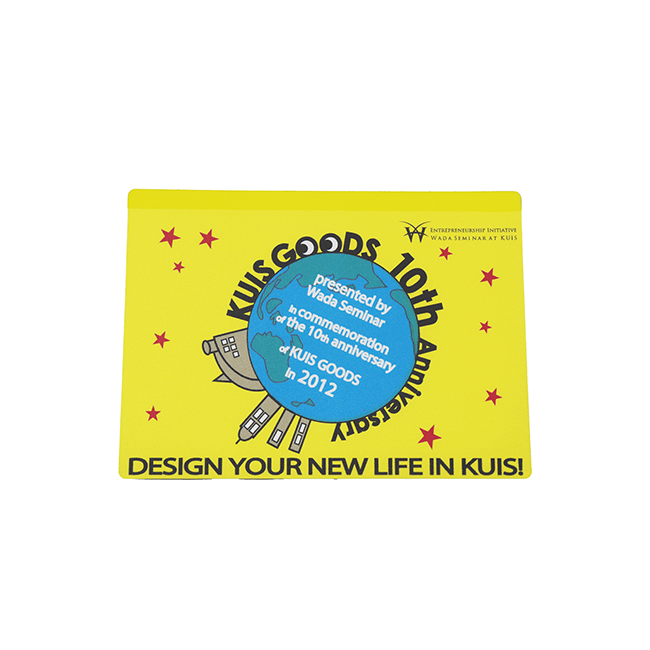 ENTREPRENEURSHIP INITIATIVE
WADA SEMINAR AT KUIS
KUIS GOODS 10th Anniversary
presented by
Wada Seminar
In commemoration
of the 10th anniversary
of KUIS GOODS
in 2012
DESIGN YOUR NEW LIFE IN KUIS!